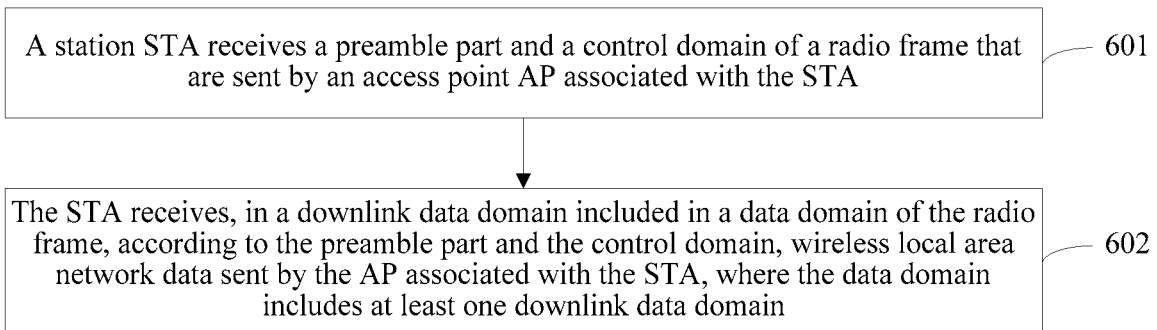 A station STA receives a preamble part and a control domain of a radio frame that
are sent by an access point AP associated with the STA
601
The STA receives, in a downlink data domain included in a data domain of the radio
frame, according to the preamble part and the control domain, wireless local area
network data sent by the AP associated with the STA, where the data domain
includes at least one downlink data domain
602